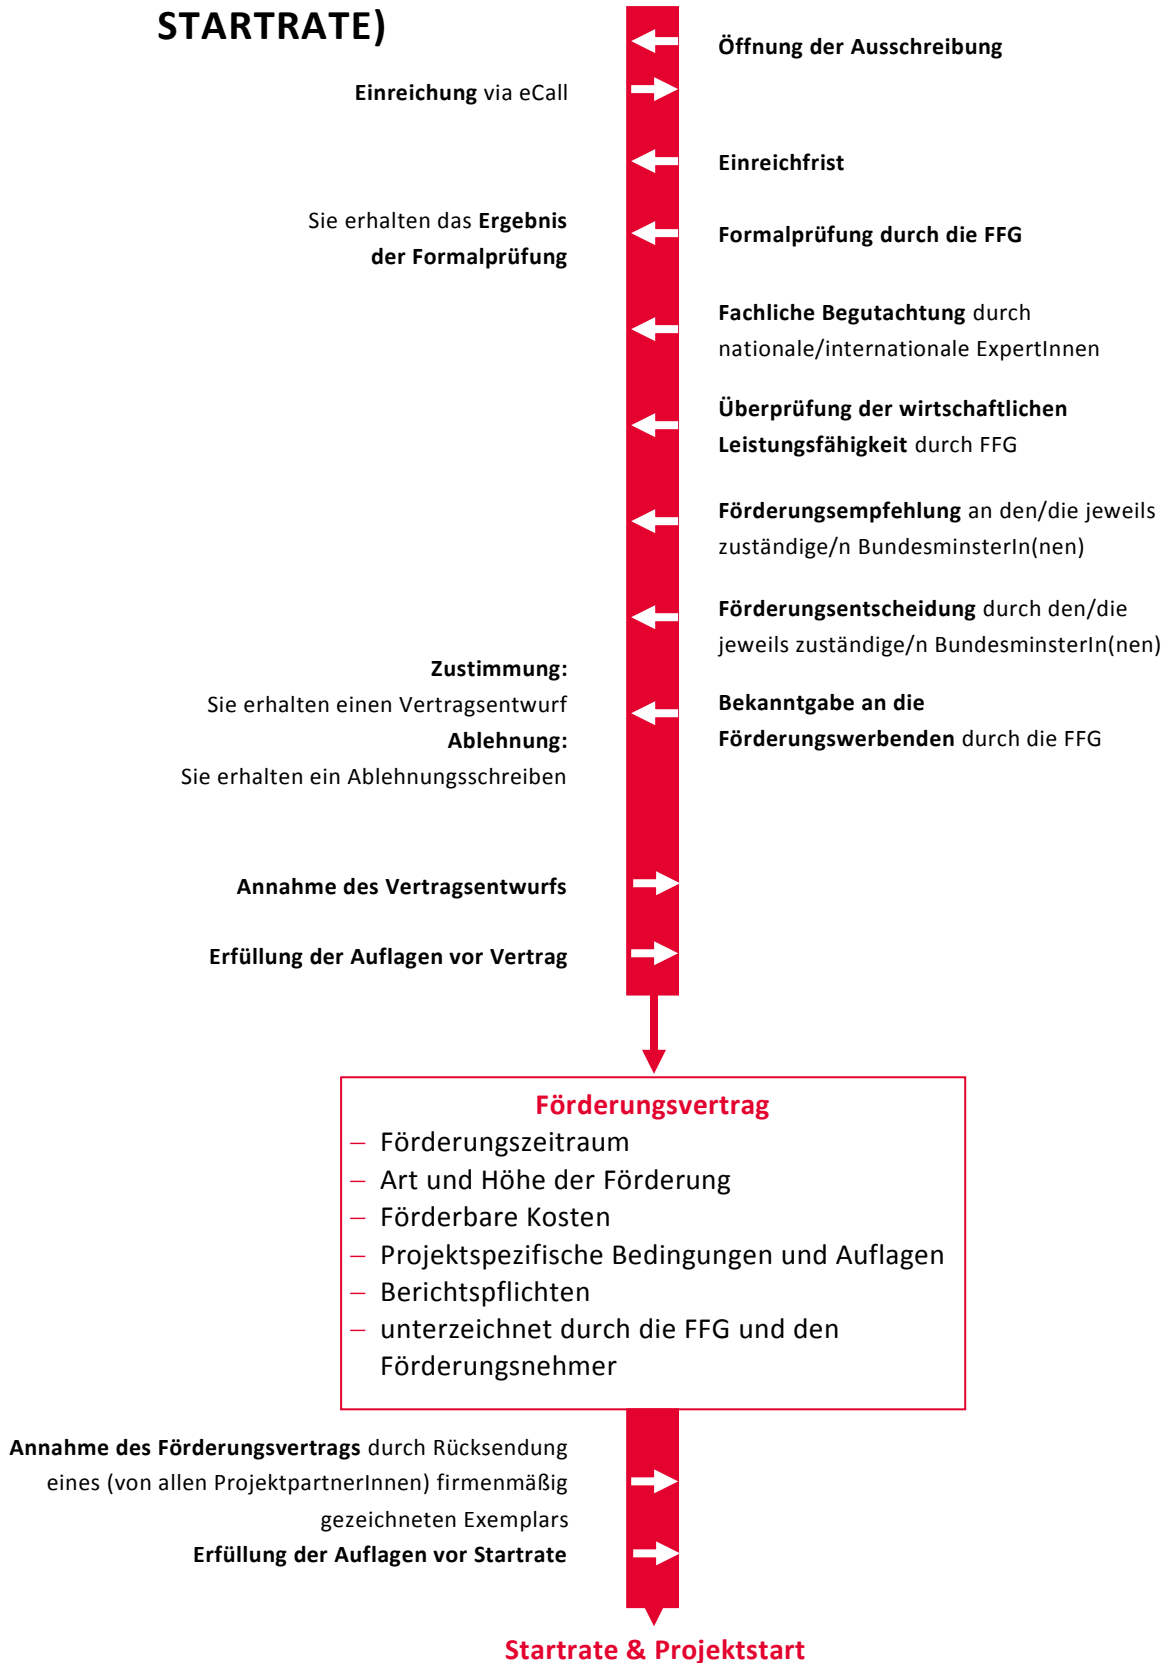 STARTRATE)
Öffnung der Ausschreibung
Einreichung via eCall
Einreichfrist
Sie erhalten das Ergebnis
der Formalprüfung
Formalprüfung durch die FFG
Fachliche Begutachtung durch
nationale/internationale ExpertInnen
Überprüfung der wirtschaftlichen
Leistungsfähigkeit durch FFG
Förderungsempfehlung an den/die jeweils
zuständige/n BundesminsterIn(nen)
Förderungsentscheidung durch den/die
jeweils zuständige/n BundesminsterIn(nen)
Zustimmung:
Sie erhalten einen Vertragsentwurf
Ablehnung:
Sie erhalten ein Ablehnungsschreiben
Bekanntgabe an die
Förderungswerbenden durch die FFG
Annahme des Vertragsentwurfs
Erfüllung der Auflagen vor Vertrag
Förderungsvertrag
– Förderungszeitraum
– Art und Höhe der Förderung
– Förderbare Kosten
– Projektspezifische Bedingungen und Auflagen
– Berichtspflichten
– unterzeichnet durch die FFG und den
Förderungsnehmer
Annahme des Förderungsvertrags durch Rücksendung
eines (von allen ProjektpartnerInnen) firmenmäßig
gezeichneten Exemplars
Erfüllung der Auflagen vor Startrate
Startrate & Projektstart